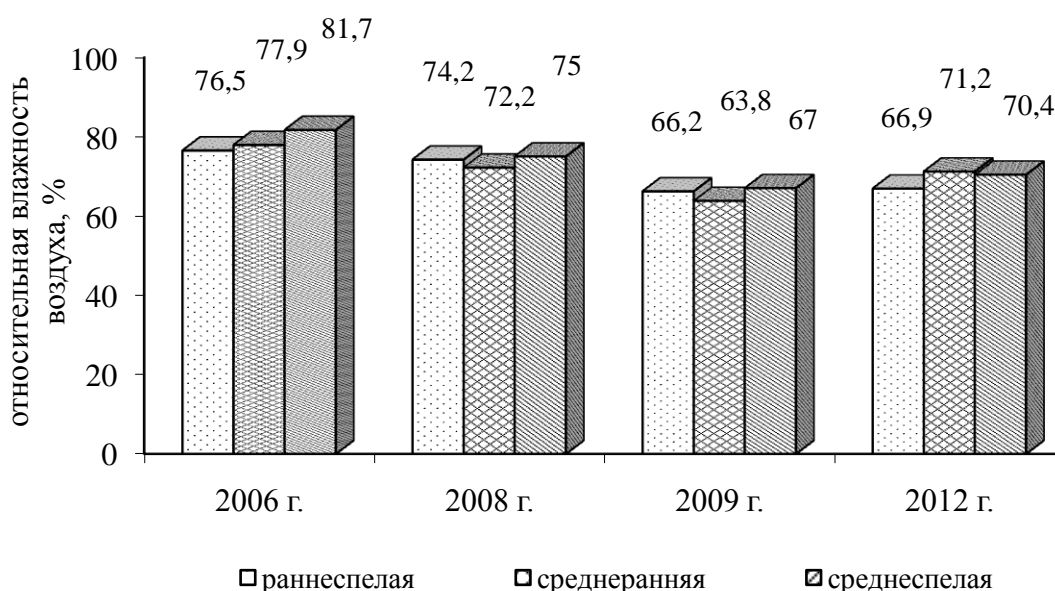 относительная влажность
воздуха, %
100
80
60
40
20
0
76,5
77,9
81,7
74,2
72,2
75
66,2
63,8
67
66,9
71,2
70,4
2006 г.
2008 г.
2009 г.
2012 г.
раннеспелая
среднеранняя
среднеспелая